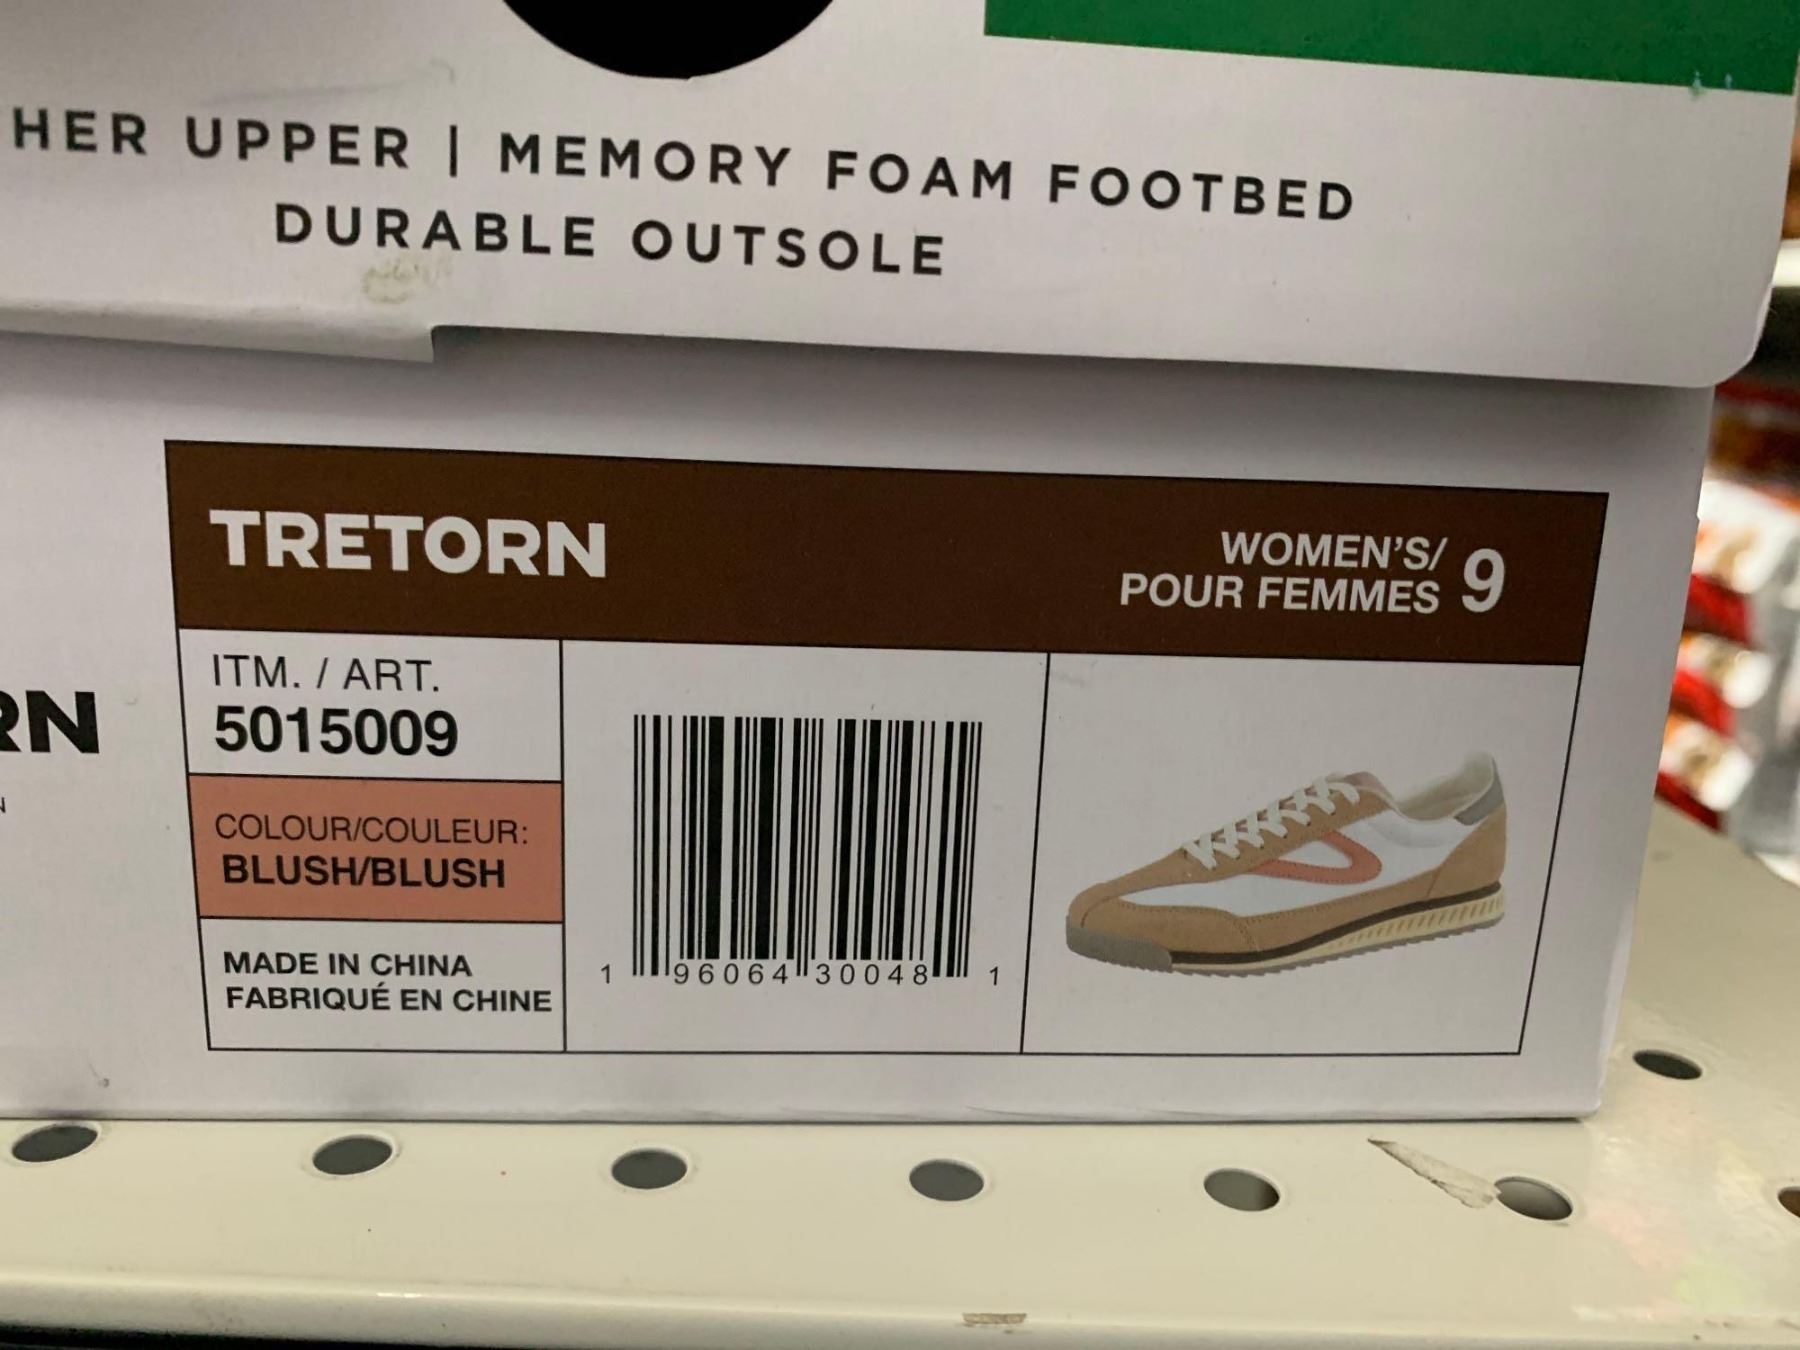 HER UPPER | MEMORY FOAM FOOTBED
DURABLE OUTSOLE
RN
TRETORN
WOMEN'S/
POUR FEMMES 9
ITM. / ART.
5015009
COLOUR/COULEUR:
BLUSH/BLUSH
MADE IN CHINA
FABRIQUÉ EN CHINE
1 96064 30048 1